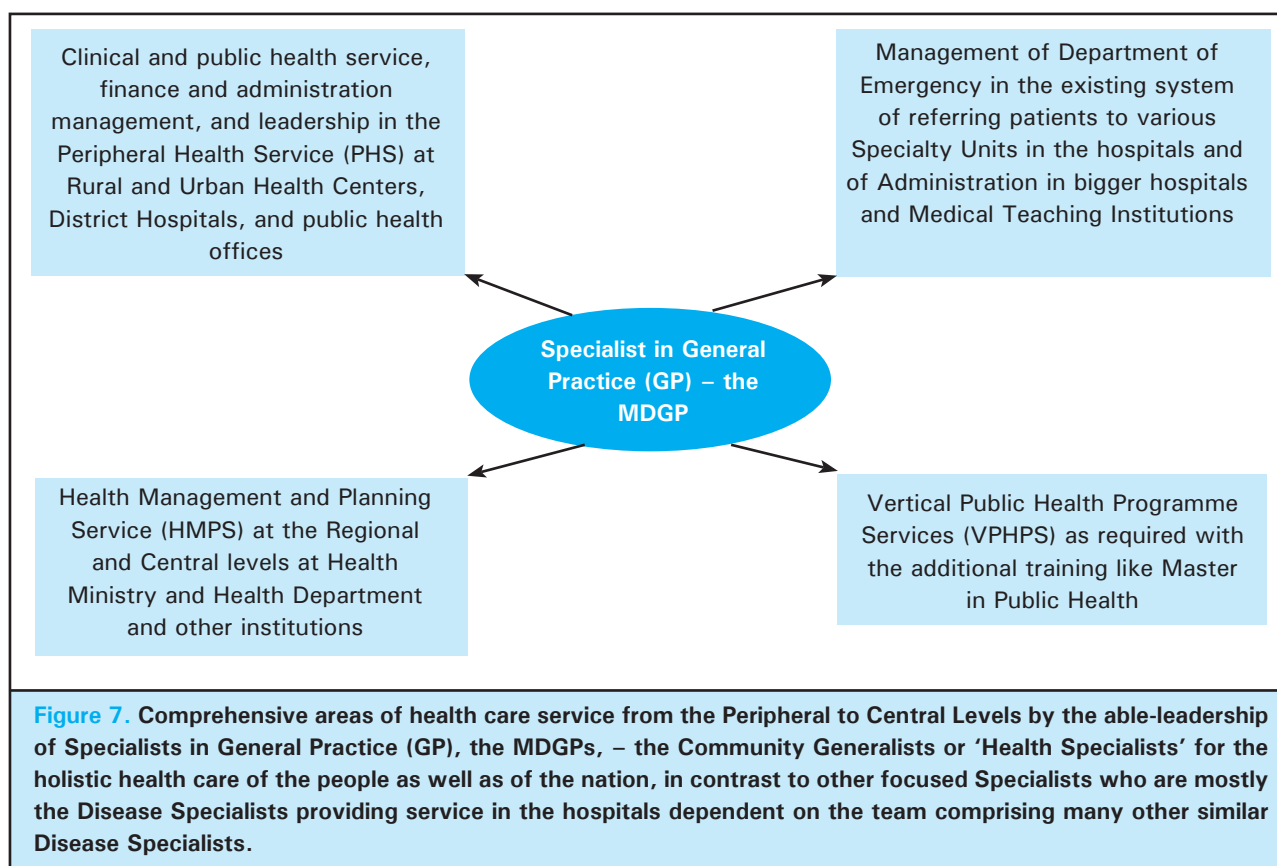 Clinical and public health service,
finance and administration
management, and leadership in the
Peripheral Health Service (PHS) at
Rural and Urban Health Centers,
District Hospitals, and public health
offices
Management of Department of
Emergency in the existing system
of referring patients to various
Specialty Units in the hospitals and
of Administration in bigger hospitals
and Medical Teaching Institutions
Specialist in General
Practice (GP) – the
MDGP
Health Management and Planning
Service (HMPS) at the Regional
and Central levels at Health
Ministry and Health Department
and other institutions
Vertical Public Health Programme
Services (VPHPS) as required with
the additional training like Master
in Public Health
Figure 7. Comprehensive areas of health care service from the Peripheral to Central Levels by the able-leadership
of Specialists in General Practice (GP), the MDGPs, – the Community Generalists or ‘Health Specialists’ for the
holistic health care of the people as well as of the nation, in contrast to other focused Specialists who are mostly
the Disease Specialists providing service in the hospitals dependent on the team comprising many other similar
Disease Specialists.